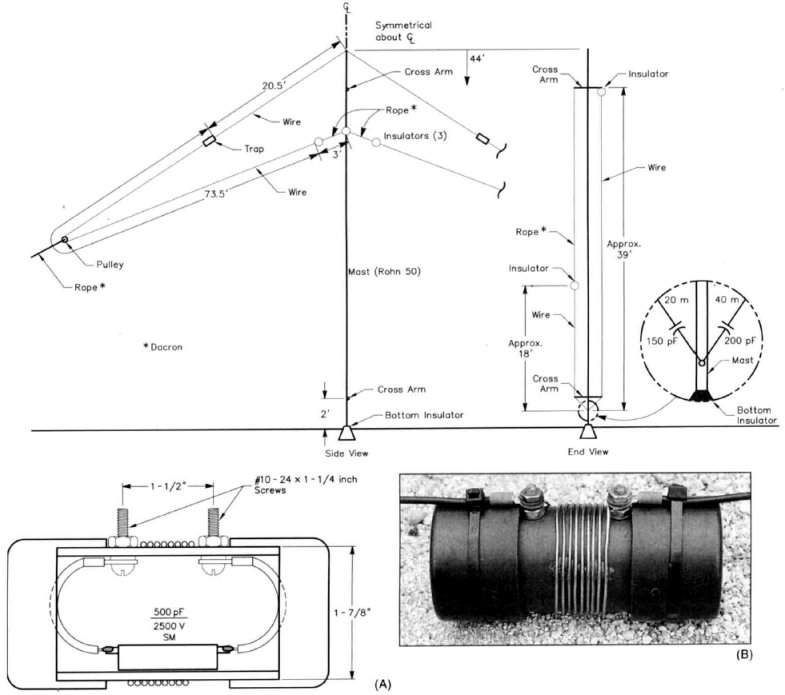 ℄
Symmetrical
about ℄
44'
20.5'
Cross Arm
Wire
Trap
Rope *
Insulators (3)
3'
73.5'
Wire
Pulley
Rope *
Mast (Rohn 50)
* Dacron
Cross Arm
2'
Bottom Insulator
Side View
Cross
Arm
Insulator
Wire
Rope *
Approx.
39'
Insulator
Wire
Approx.
18'
Cross
Arm
End View
20 m
40 m
150 pF
200 pF
Mast
Bottom
Insulator
1-1/2"
#10-24 x 1-1/4 inch
Screws
500 pF
2500 V
SM
1-7/8"
(A)
(B)